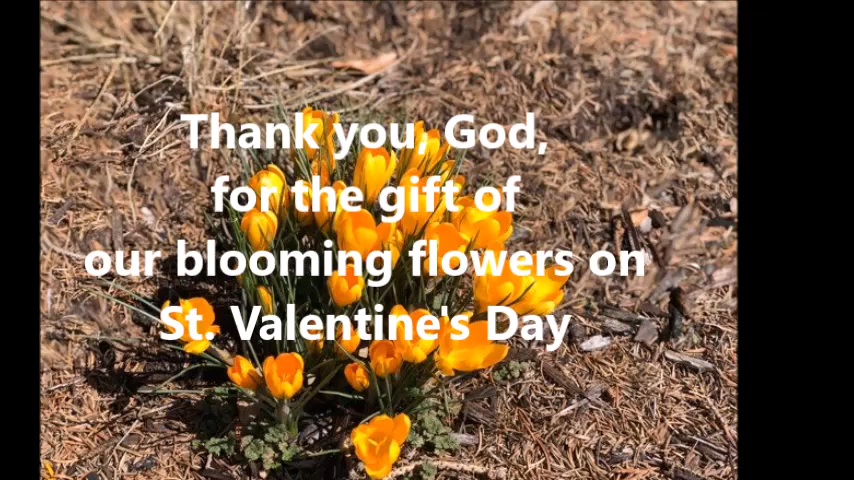 Thank you, God,
for the gift of
our blooming flowers on
St. Valentine's Day